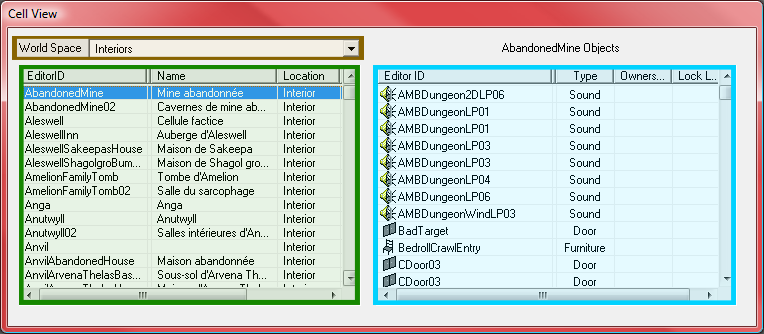 Cell View
World Space Interiors
AbandonedMine Objects
EditorID Name Location
AbandonedMine Mine abandonnée Interior
AbandonedMine02 Cavernes de mine ab... Interior
Aleswell Cellule factice Interior
AleswellInn Auberge d'Aleswell Interior
AleswellSakeepasHouse Maison de Sakeepa Interior
AleswellShagolgroBum... Maison de Shagol gro... Interior
AmelionFamilyTomb Tombe d'Amelion Interior
AmelionFamilyTomb02 Salle du sarcophage Interior
Anga Anga Interior
Anutwyll Anutwyll Interior
Anutwyll02 Salles intérieures d'An... Interior
Anvil Interior
AnvilAbandonedHouse Maison abandonnée Interior
AnvilArvenaThelasBas... Sous-sol d'Arvena Th... Interior
Editor ID Type Owners... Lock L...
AMBDungeon2DLP06 Sound
AMBDungeonLP01 Sound
AMBDungeonLP01 Sound
AMBDungeonLP03 Sound
AMBDungeonLP03 Sound
AMBDungeonLP04 Sound
AMBDungeonLP06 Sound
AMBDungeonWindLP03 Sound
BadTarget Door
BedrollCrawlEntry Furniture
CDoor03 Door
CDoor03 Door